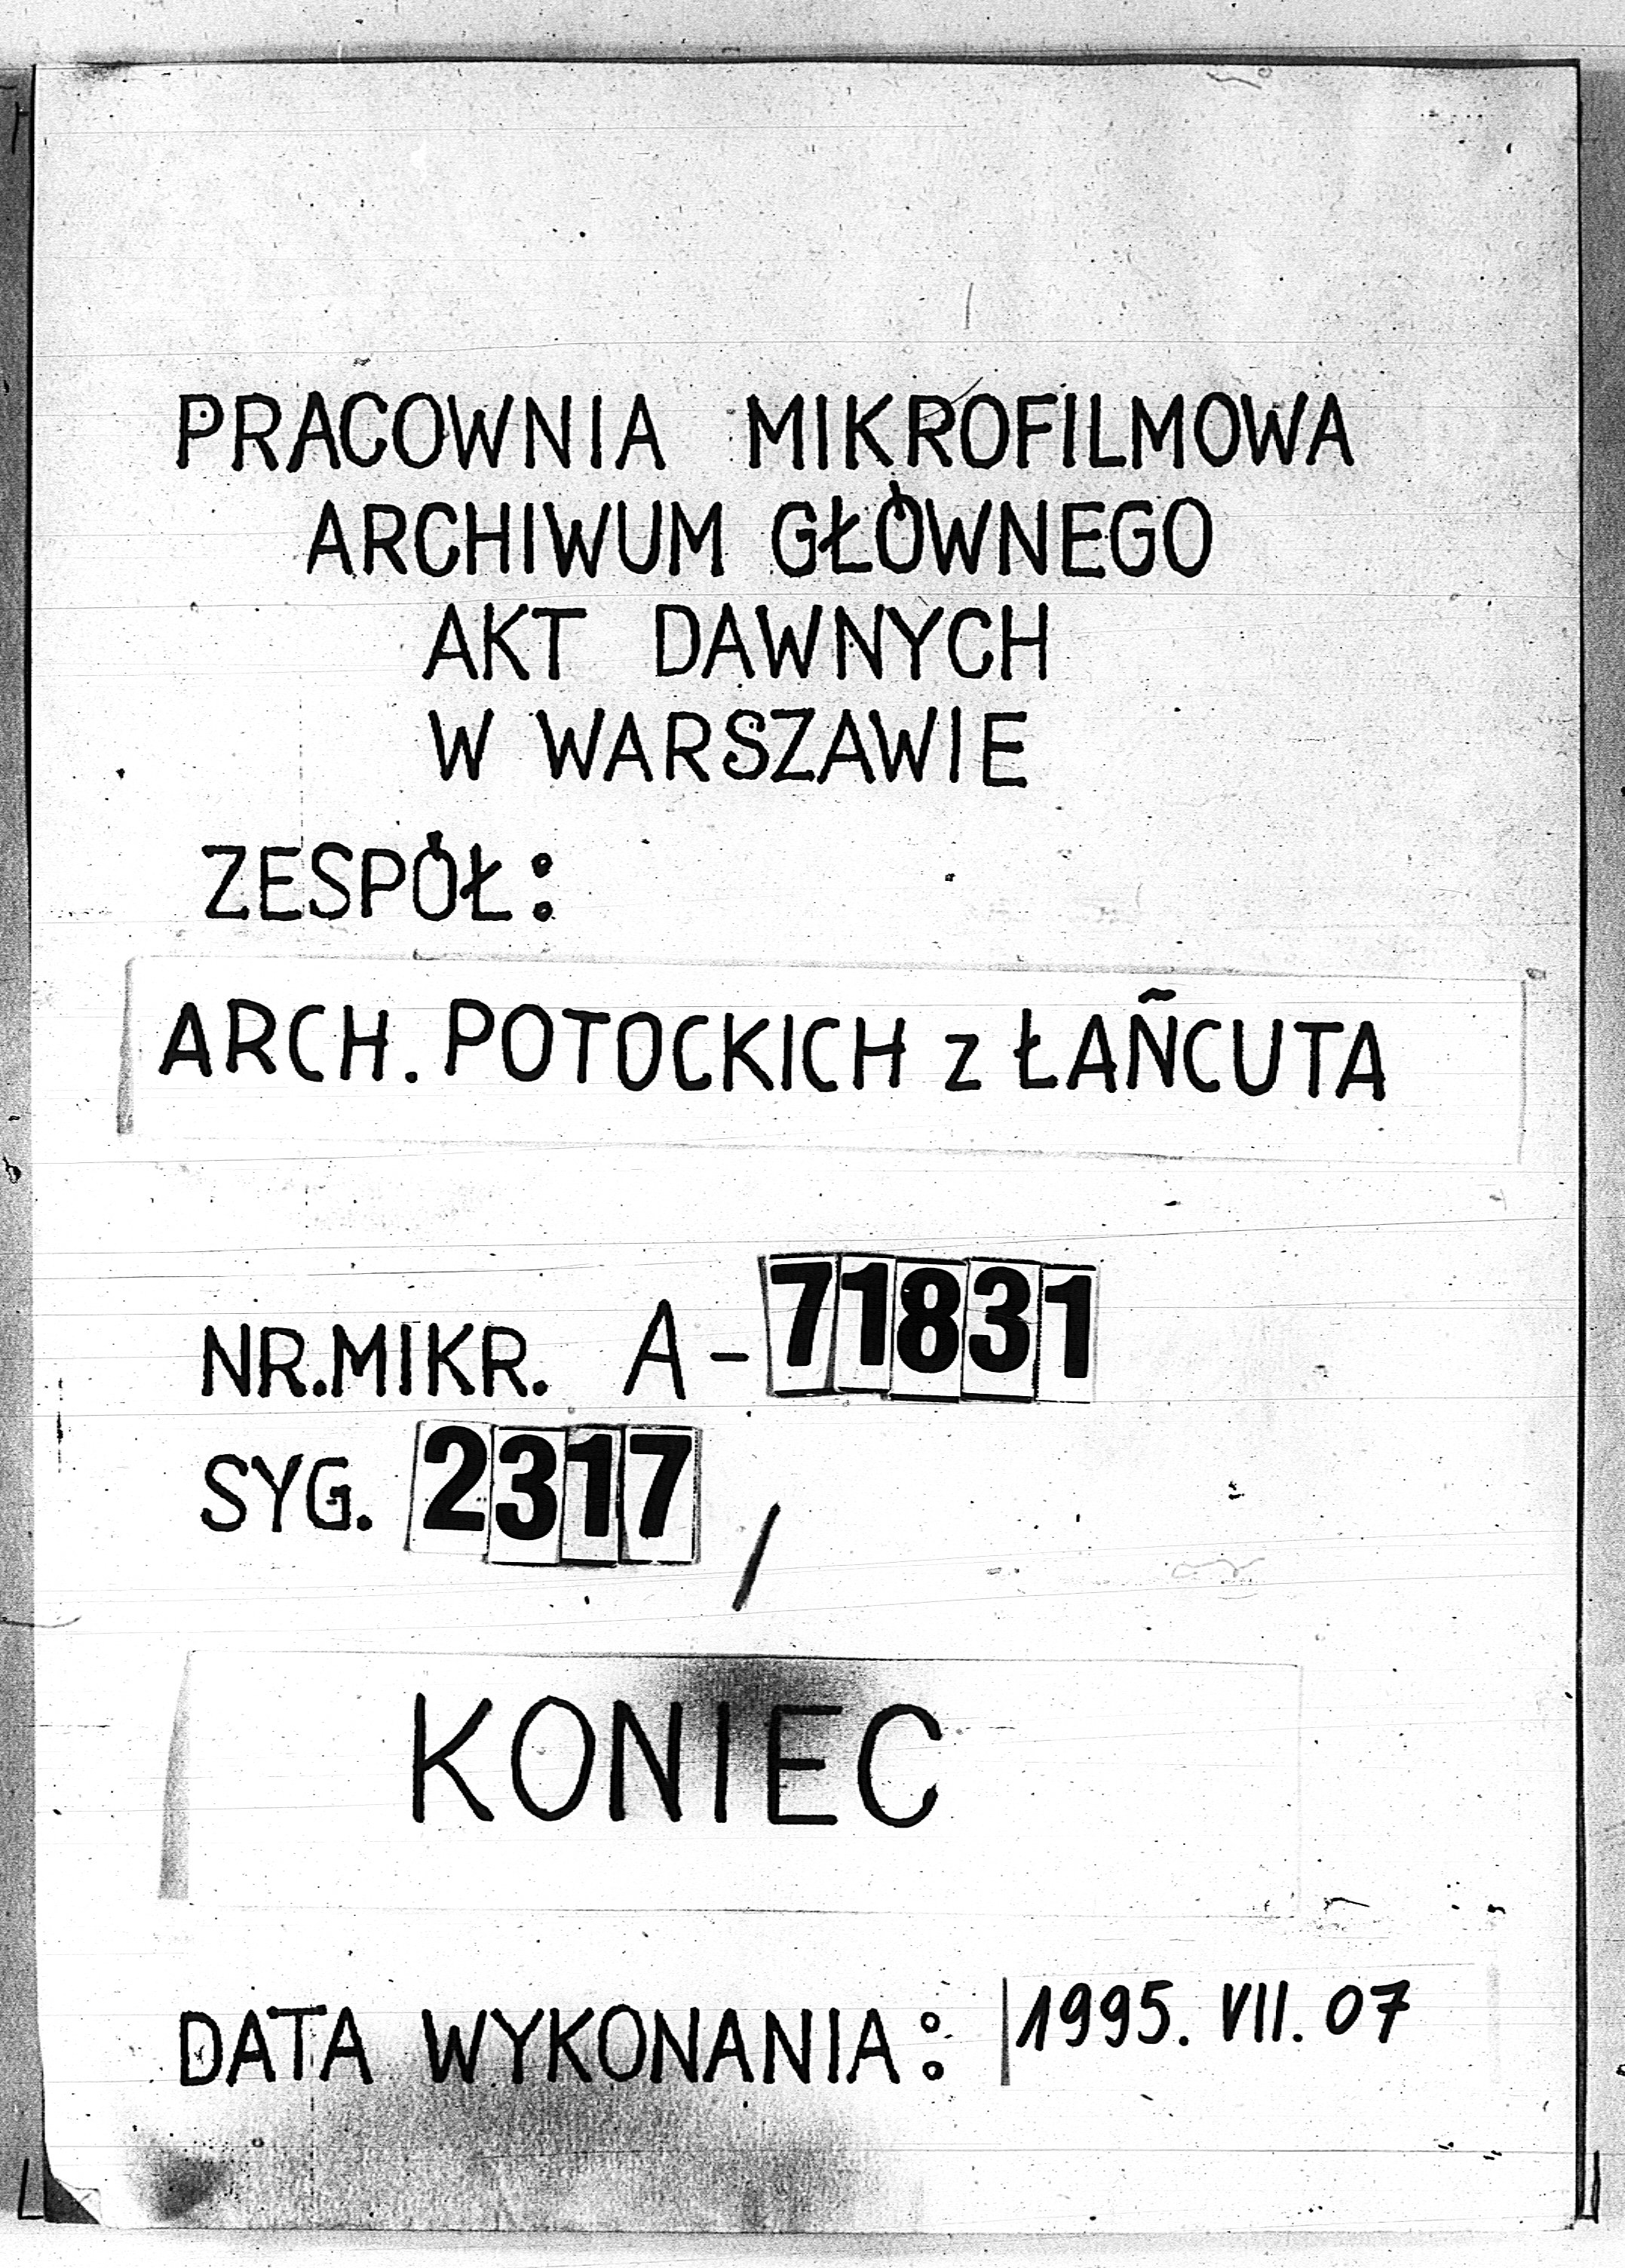 PRACOWNIA MIKROFILMOWA
ARCHIWUM GŁÓWNEGO
AKT DAWNYCH
W WARSZAWIE
ZESPÓŁ:
ARCH. POTOCKICH z ŁAÑCUTA
NR.MIKR. A-71831
SYG. 2317/
KONIEC
DATA WYKONANIA: 1995. VII. 07